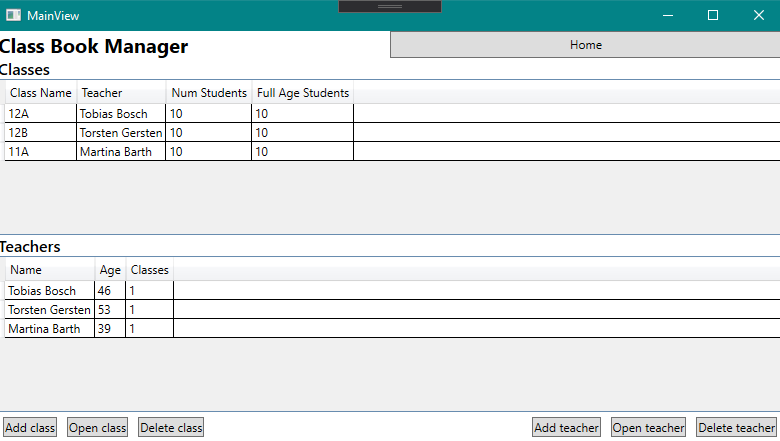 MainView
Class Book Manager Home
Classes
Class Name Teacher Num Students Full Age Students
12A Tobias Bosch 10 10
12B Torsten Gersten 10 10
11A Martina Barth 10 10
Teachers
Name Age Classes
Tobias Bosch 46 1
Torsten Gersten 53 1
Martina Barth 39 1
Add class Open class Delete class Add teacher Open teacher Delete teacher